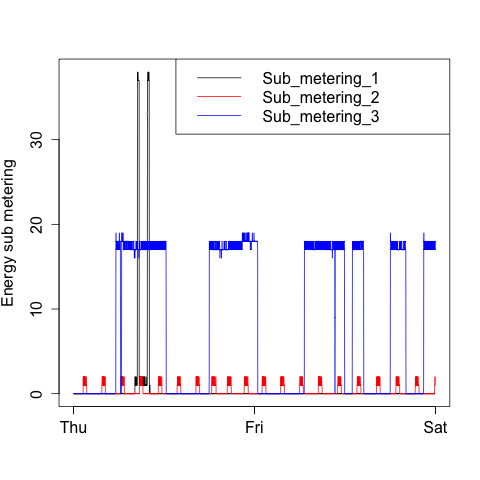 Sub_metering_1
Sub_metering_2
Sub_metering_3
Energy sub metering
30
20
10
0
Thu Fri Sat